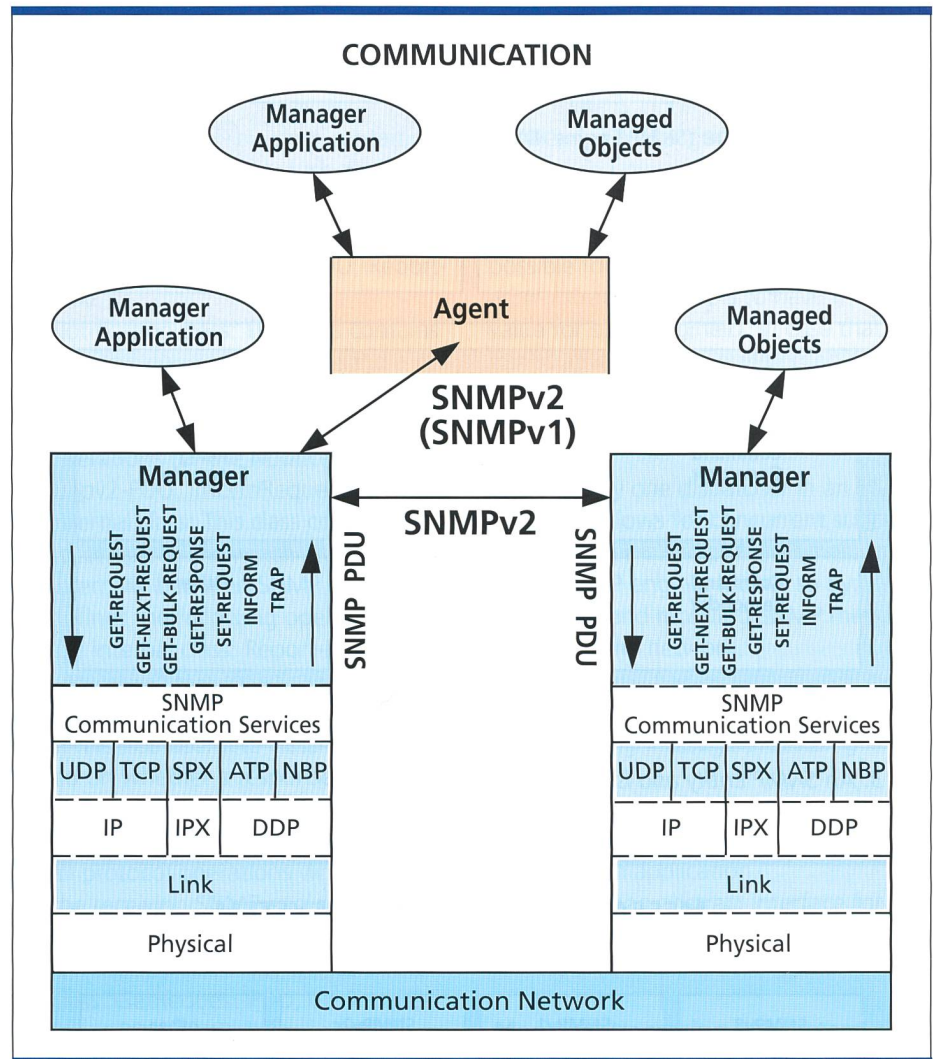 COMMUNICATION
Manager
Application
Managed
Objects
Agent
Manager
Application
Managed
Objects
SNMPv2
(SNMPv1)
Manager
GET-REQUEST
GET-NEXT-REQUEST
GET-BULK-REQUEST
GET-RESPONSE
SET-REQUEST
INFORM
TRAP
SNMP PDU
SNMPv2
SNMP PDU
Manager
GET-REQUEST
GET-NEXT-REQUEST
GET-BULK-REQUEST
GET-RESPONSE
SET-REQUEST
INFORM
TRAP
SNMP
Communication Services
UDP TCP SPX ATP NBP
IP IPX DDP
Link
Physical
SNMP
Communication Services
UDP TCP SPX ATP NBP
IP IPX DDP
Link
Physical
Communication Network